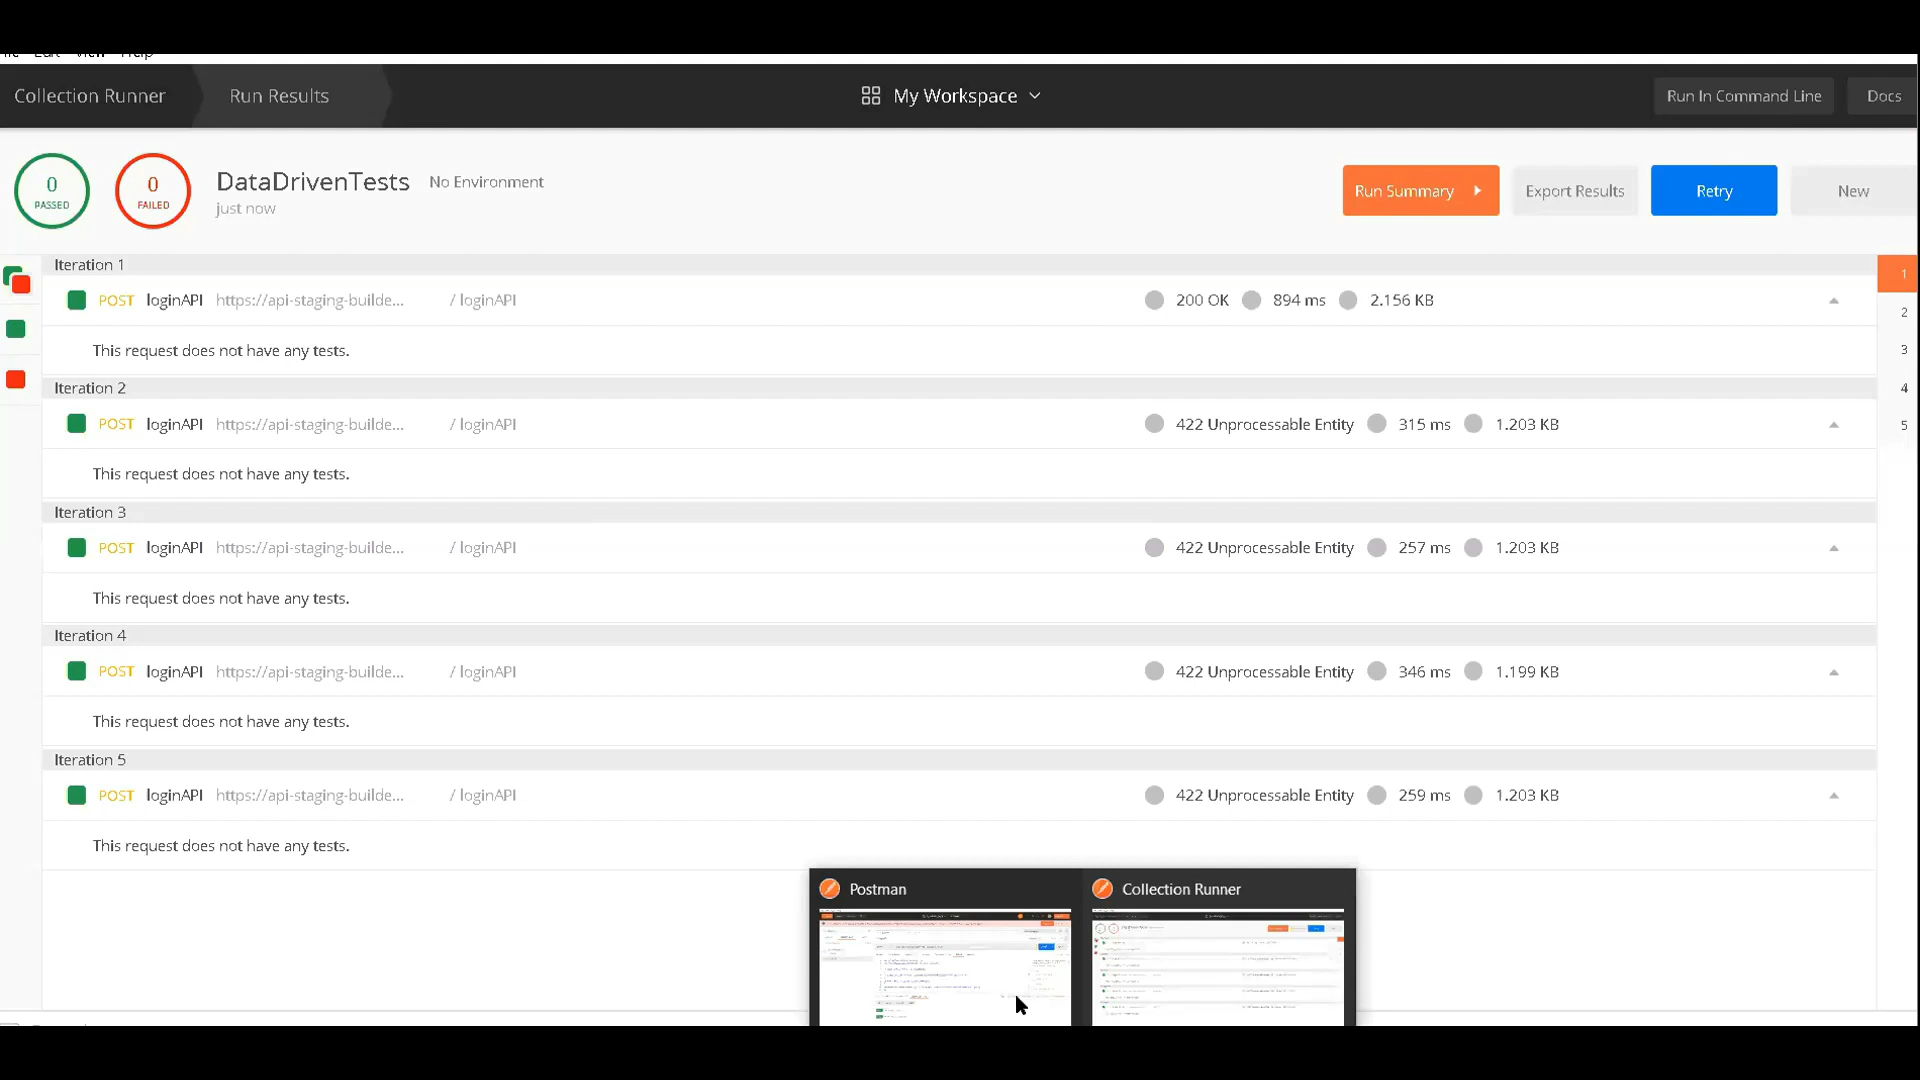 Edit View Help
Collection Runner Run Results My Workspace Run In Command Line Docs
0 PASSED
0 FAILED
DataDrivenTests No Environment
just now
Run Summary Export Results Retry New
Iteration 1
POST loginAPI https://api-staging-builde... / loginAPI 200 OK 894 ms 2.156 KB
This request does not have any tests.
Iteration 2
POST loginAPI https://api-staging-builde... / loginAPI 422 Unprocessable Entity 315 ms 1.203 KB
This request does not have any tests.
Iteration 3
POST loginAPI https://api-staging-builde... / loginAPI 422 Unprocessable Entity 257 ms 1.203 KB
This request does not have any tests.
Iteration 4
POST loginAPI https://api-staging-builde... / loginAPI 422 Unprocessable Entity 346 ms 1.199 KB
This request does not have any tests.
Iteration 5
POST loginAPI https://api-staging-builde... / loginAPI 422 Unprocessable Entity 259 ms 1.203 KB
This request does not have any tests.
1
2
3
4
5
Postman Collection Runner